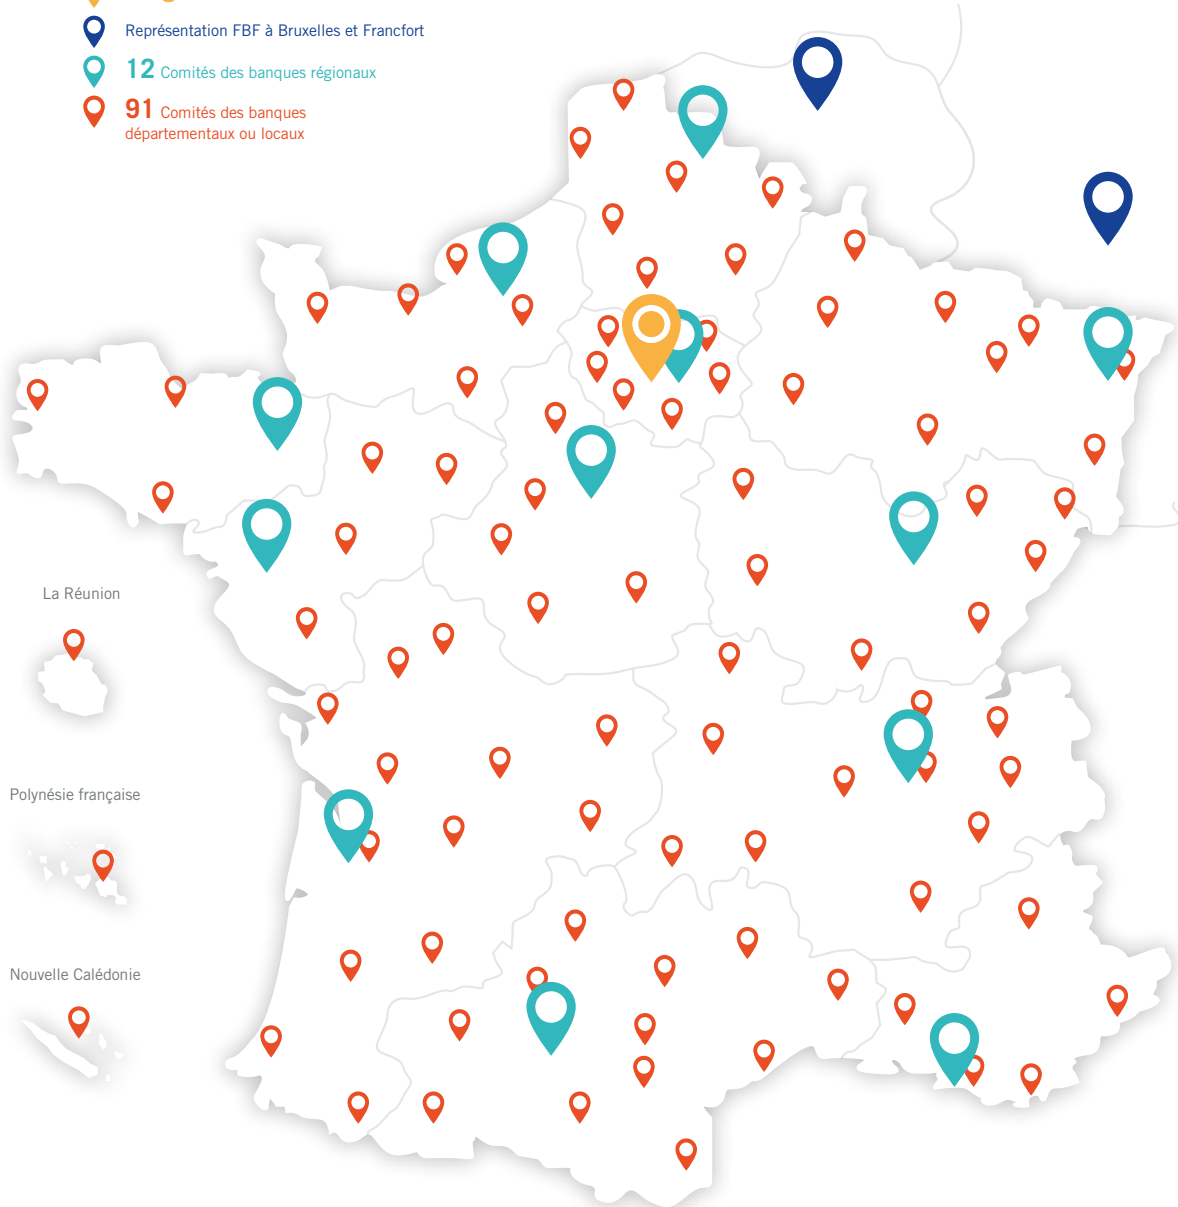 Représentation FBF à Bruxelles et Francfort
12 Comités des banques régionaux
91 Comités des banques
départementaux ou locaux
La Réunion
Polynésie française
Nouvelle Calédonie